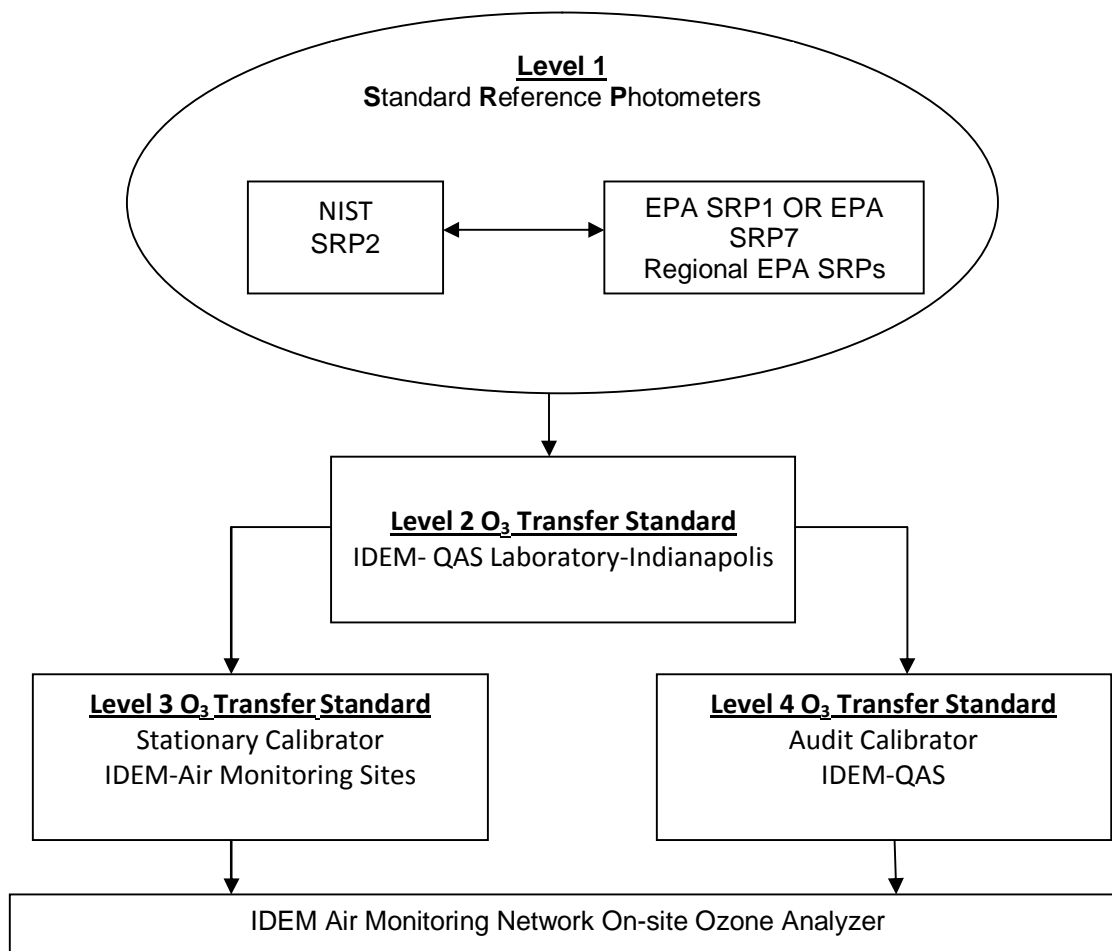 Level 1
Standard Reference Photometers
NIST
SRP2
EPA SRP1 OR EPA
SRP7
Regional EPA SRPs
Level 2 O3 Transfer Standard
IDEM- QAS Laboratory-Indianapolis
Level 3 O3 Transfer Standard
Stationary Calibrator
IDEM-Air Monitoring Sites
Level 4 O3 Transfer Standard
Audit Calibrator
IDEM-QAS
IDEM Air Monitoring Network On-site Ozone Analyzer